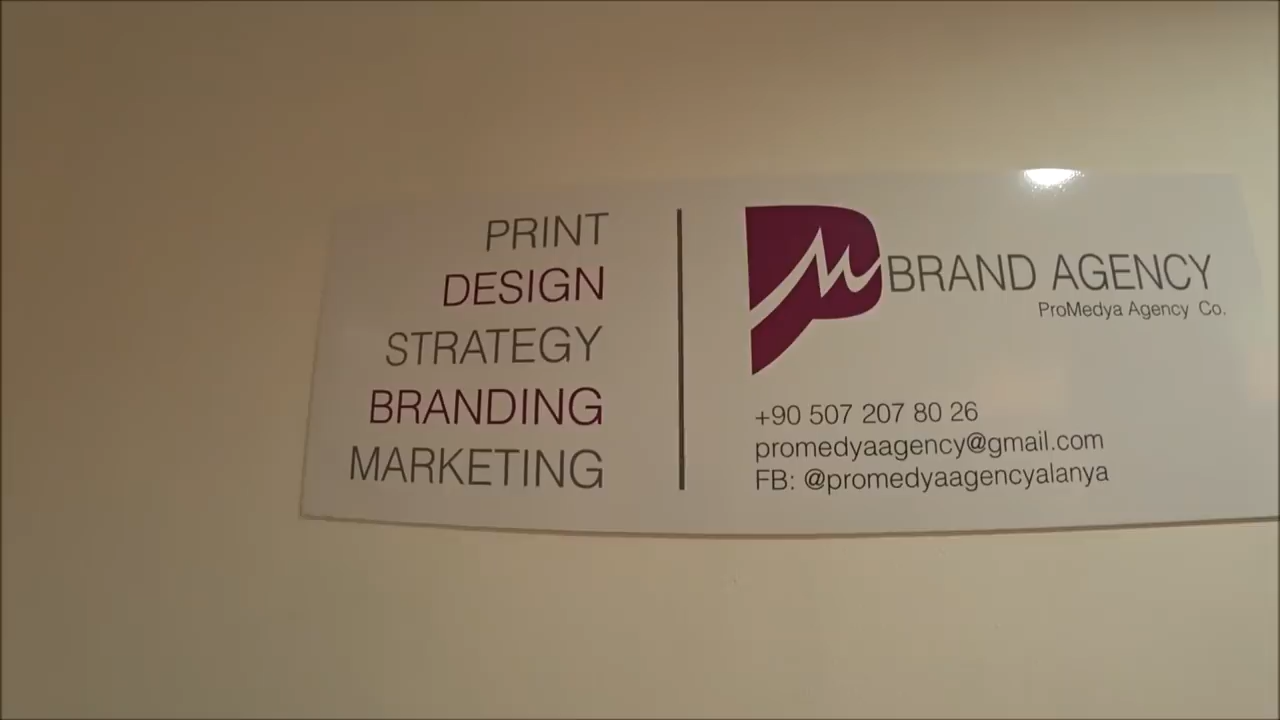 PRINT
DESIGN
STRATEGY
BRANDING
MARKETING
PM BRAND AGENCY
ProMedya Agency Co.
+90 507 207 80 26
promedyaagency@gmail.com
FB: @promedyaagencyalanya